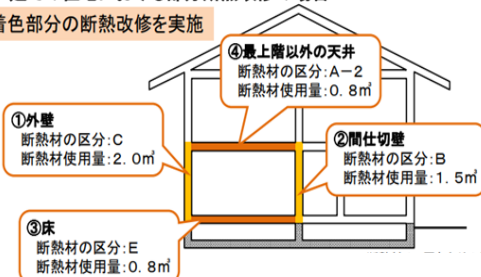 着色部分の断熱改修を実施
④最上階以外の天井
断熱材の区分:A－2
断熱材使用量:0.8㎥
①外壁
断熱材の区分:C
断熱材使用量:2.0㎥
②間仕切壁
断熱材の区分:B
断熱材使用量:1.5㎥
③床
断熱材の区分:E
断熱材使用量:0.8㎥